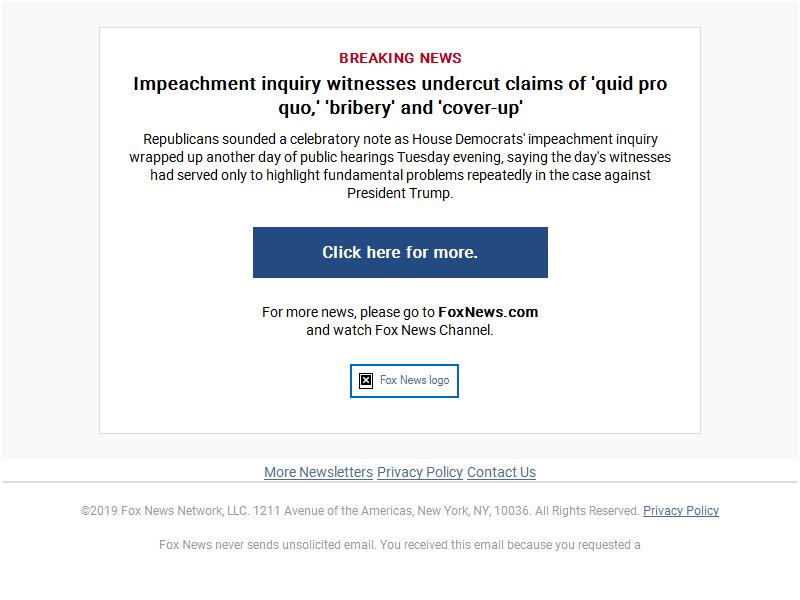 BREAKING NEWS
Impeachment inquiry witnesses undercut claims of 'quid pro
quo,' 'bribery' and 'cover-up'
Republicans sounded a celebratory note as House Democrats' impeachment inquiry
wrapped up another day of public hearings Tuesday evening, saying the day's witnesses
had served only to highlight fundamental problems repeatedly in the case against
President Trump.
Click here for more.
For more news, please go to FoxNews.com
and watch Fox News Channel.
Fox News logo
More Newsletters Privacy Policy Contact Us
©2019 Fox News Network, LLC. 1211 Avenue of the Americas, New York, NY, 10036. All Rights Reserved. Privacy Policy
Fox News never sends unsolicited email. You received this email because you requested a